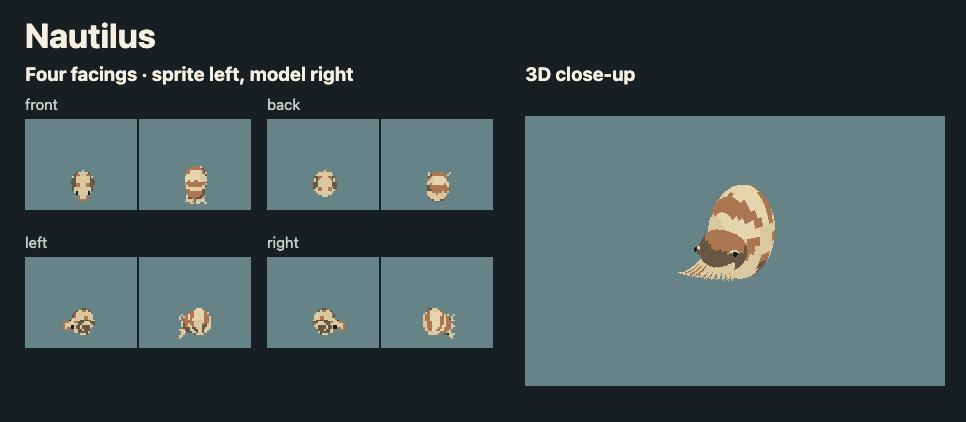 Nautilus
Four facings · sprite left, model right
3D close-up
front
back
left
right